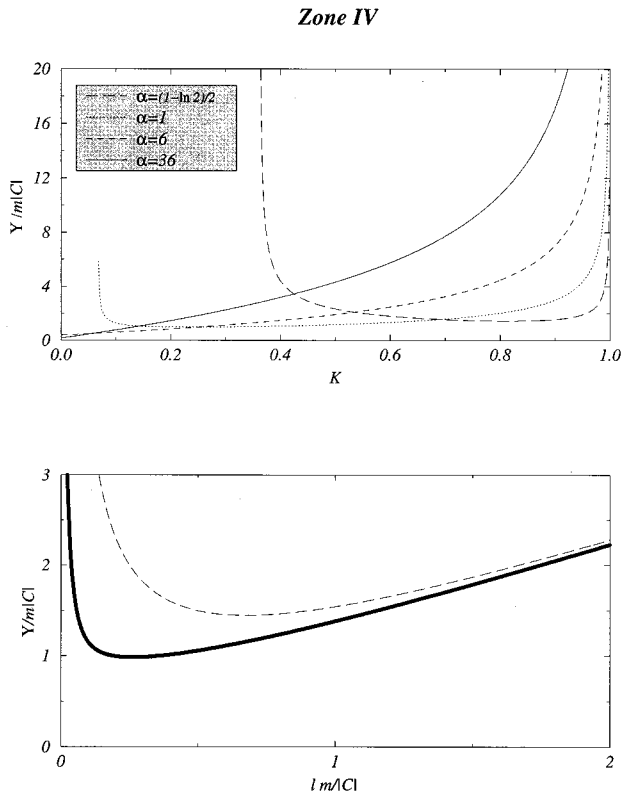 Zone IV
20
16
12
8
4
0
Y/m|C|
α=(1−ln 2)/2
α=1
α=6
α=36
0.0 0.2 0.4 0.6 0.8 1.0
K
3
2
1
0
Y/m|C|
0 1 2
l m/|C|